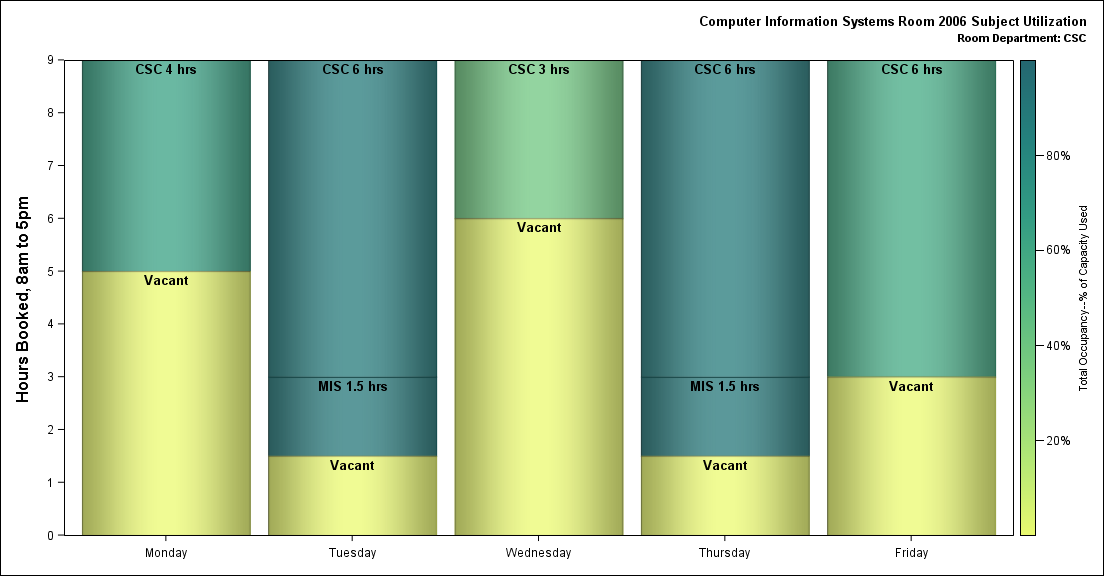 Computer Information Systems Room 2006 Subject Utilization
Room Department: CSC
Hours Booked, 8am to 5pm
9
8
7
6
5
4
3
2
1
0
CSC 4 hrs
Vacant
CSC 6 hrs
MIS 1.5 hrs
Vacant
CSC 3 hrs
Vacant
CSC 6 hrs
MIS 1.5 hrs
Vacant
CSC 6 hrs
Vacant
Monday
Tuesday
Wednesday
Thursday
Friday
80%
60%
40%
20%
Total Occupancy--% of Capacity Used